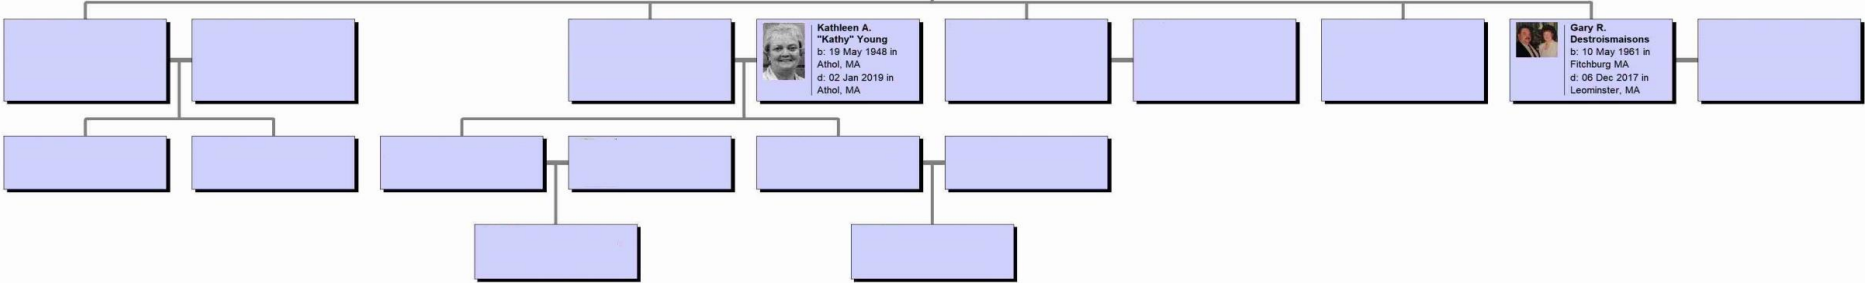 Kathleen A.
"Kathy" Young
b: 19 May 1948 in
Athol, MA
d: 02 Jan 2019 in
Athol, MA
Gary R.
Destroismaisons
b: 10 May 1961 in
Fitchburg MA
d: 06 Dec 2017 in
Leominster, MA